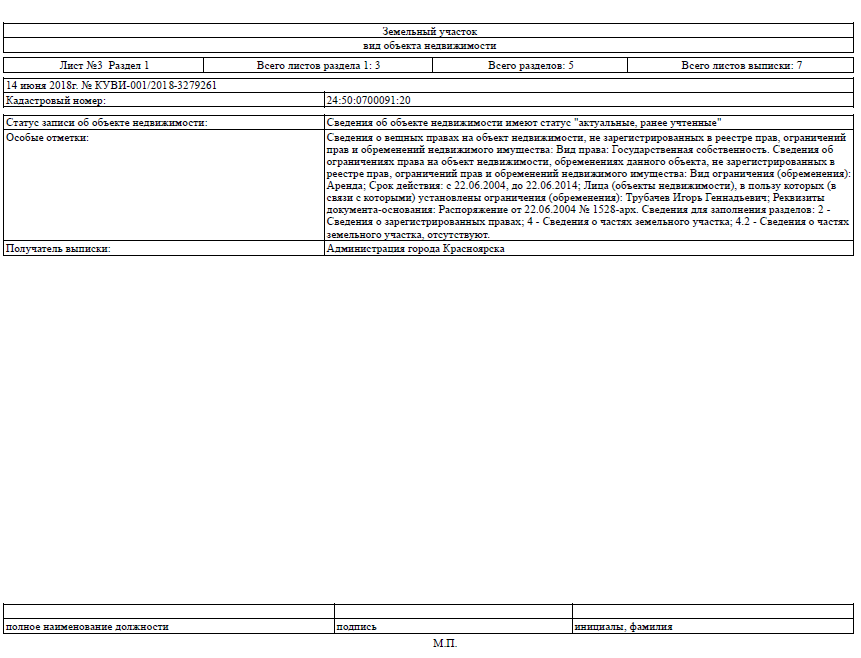 Земельный участок
вид объекта недвижимости
Лист №3 Раздел 1 Всего листов раздела 1: 3 Всего разделов: 5 Всего листов выписки: 7
14 июня 2018г. № КУВИ-001/2018-3279261
Кадастровый номер: 24:50:0700091:20
Статус записи об объекте недвижимости: Сведения об объекте недвижимости имеют статус "актуальные, ранее учтенные"
Особые отметки: Сведения о вещных правах на объект недвижимости, не зарегистрированных в реестре прав, ограничений
прав и обременений недвижимого имущества: Вид права: Государственная собственность. Сведения об
ограничениях права на объект недвижимости, обременениях данного объекта, не зарегистрированных в
реестре прав, ограничений прав и обременений недвижимого имущества: Вид ограничения (обременения):
Аренда; Срок действия: с 22.06.2004, до 22.06.2014; Лица (объекты недвижимости), в пользу которых (в
связи с которыми) установлены ограничения (обременения): Трубачев Игорь Геннадьевич; Реквизиты
документа-основания: Распоряжение от 22.06.2004 № 1528-арх. Сведения для заполнения разделов: 2 -
Сведения о зарегистрированных правах; 4 - Сведения о частях земельного участка; 4.2 - Сведения о частях
земельного участка, отсутствуют.
Получатель выписки: Администрация города Красноярска
полное наименование должности подпись инициалы, фамилия
М.П.